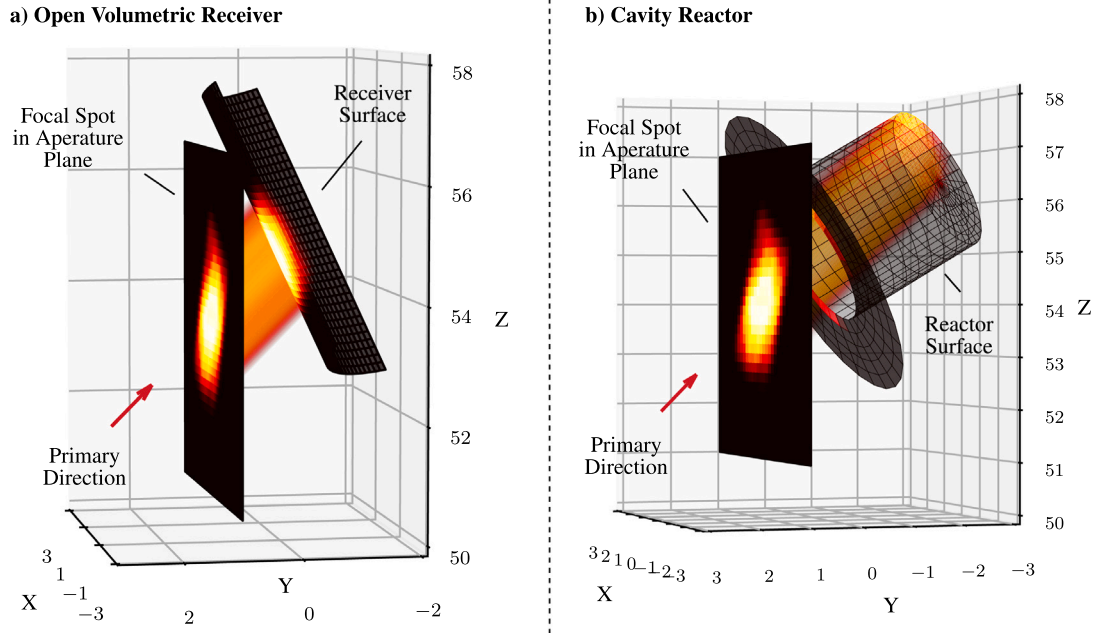 a) Open Volumetric Receiver
Focal Spot
in Aperature
Plane
Receiver
Surface
Primary
Direction
58
56
54
52
50
Z
3
1
−1
−3
X
2
0
−2
Y
b) Cavity Reactor
Focal Spot
in Aperature
Plane
Reactor
Surface
Primary
Direction
58
57
56
55
54
53
52
51
50
Z
3 2 1 0 −1 −2 −3
X
3 2 1 0 −1 −2 −3
Y